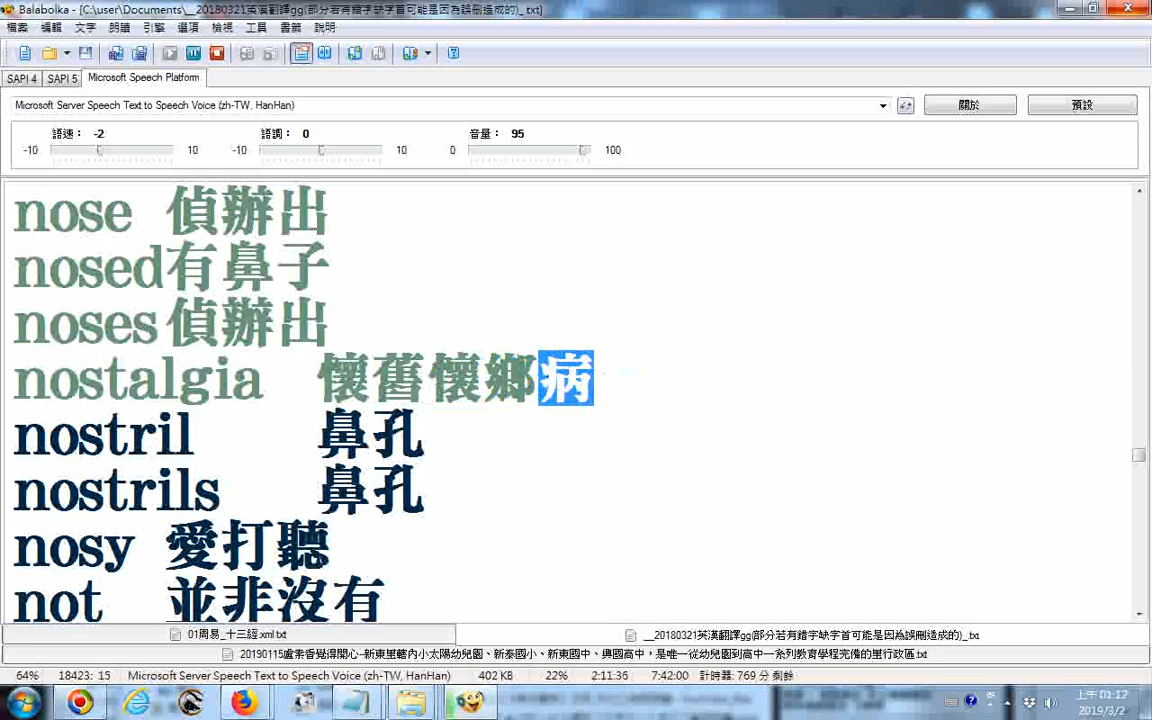 Balabolka - [C:\user\Documents\__20180321英漢翻譯gg(部分若有錯字缺字首可能是因為誤刪造成的)_.txt]
檔案 編輯 文字 朗讀 引擎 選項 檢視 工具 書籤 說明
SAPI 4 SAPI 5 Microsoft Speech Platform
Microsoft Server Speech Text to Speech Voice (zh-TW, HanHan) 關於 預設
語速： -2 語調： 0 音量： 95
-10 10 -10 10 0 100
nose 偵辦出
nosed有鼻子
noses偵辦出
nostalgia 懷舊懷鄉病
nostril 鼻孔
nostrils 鼻孔
nosy 愛打聽
not 並非沒有
01周易_十三經.xml.txt __20180321英漢翻譯gg(部分若有錯字缺字首可能是因為誤刪造成的)_.txt
20190115盧素香覺得開心-新東里轄內小太陽幼兒園、新泰國小、新東國中、興國高中，是唯一從幼兒園到高中一系列教育學程完備的里行政區.txt
64% 18423: 15 Microsoft Server Speech Text to Speech Voice (zh-TW, HanHan) 402 KB 22% 2:11:36 7:42:00 計時器: 769 分 剩餘
上午 01:12
2019/3/2